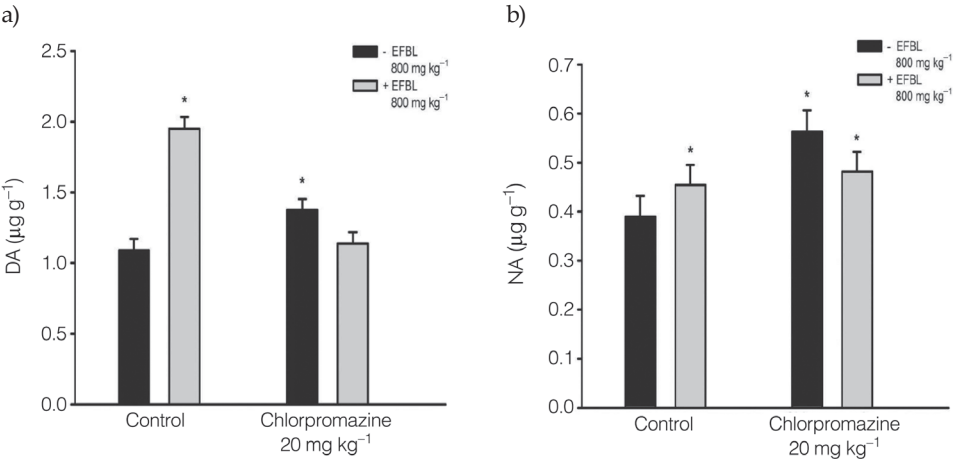 a)
DA (µg g⁻¹)
2.5
2.0
1.5
1.0
0.5
0.0
- EFBL
800 mg kg⁻¹
+ EFBL
800 mg kg⁻¹
*
*
Control
Chlorpromazine
20 mg kg⁻¹
b)
NA (µg g⁻¹)
0.7
0.6
0.5
0.4
0.3
0.2
0.1
0.0
- EFBL
800 mg kg⁻¹
+ EFBL
800 mg kg⁻¹
*
*
*
Control
Chlorpromazine
20 mg kg⁻¹